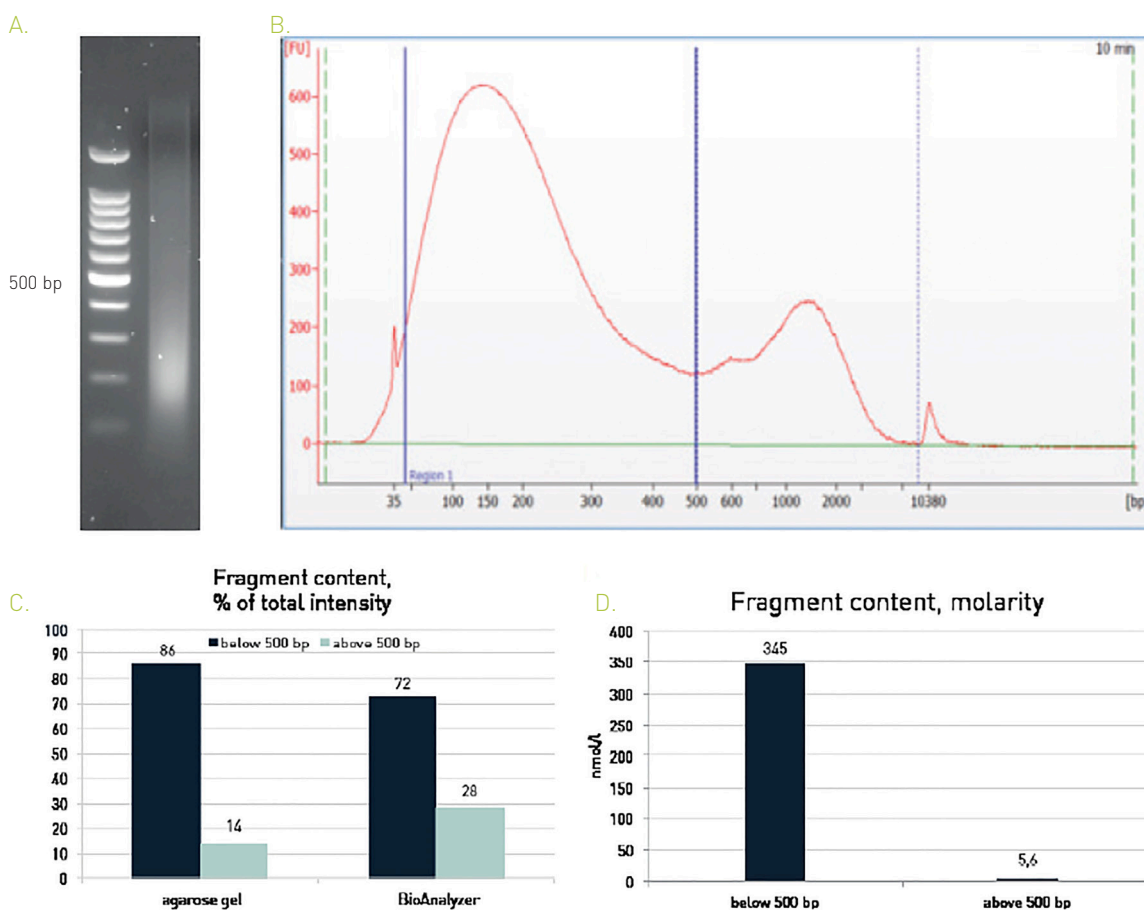 A.
500 bp
B.
[FU]
10 min
600
500
400
300
200
100
0
Region 1
35 100 150 200 300 400 500 600 1000 2000 10380 [bp
C.
Fragment content,
% of total intensity
below 500 bp above 500 bp
100
90
80
70
60
50
40
30
20
10
0
86
14
72
28
agarose gel BioAnalyzer
D.
Fragment content, molarity
nmol/l
400
350
300
250
200
150
100
50
0
345
5,6
below 500 bp above 500 bp